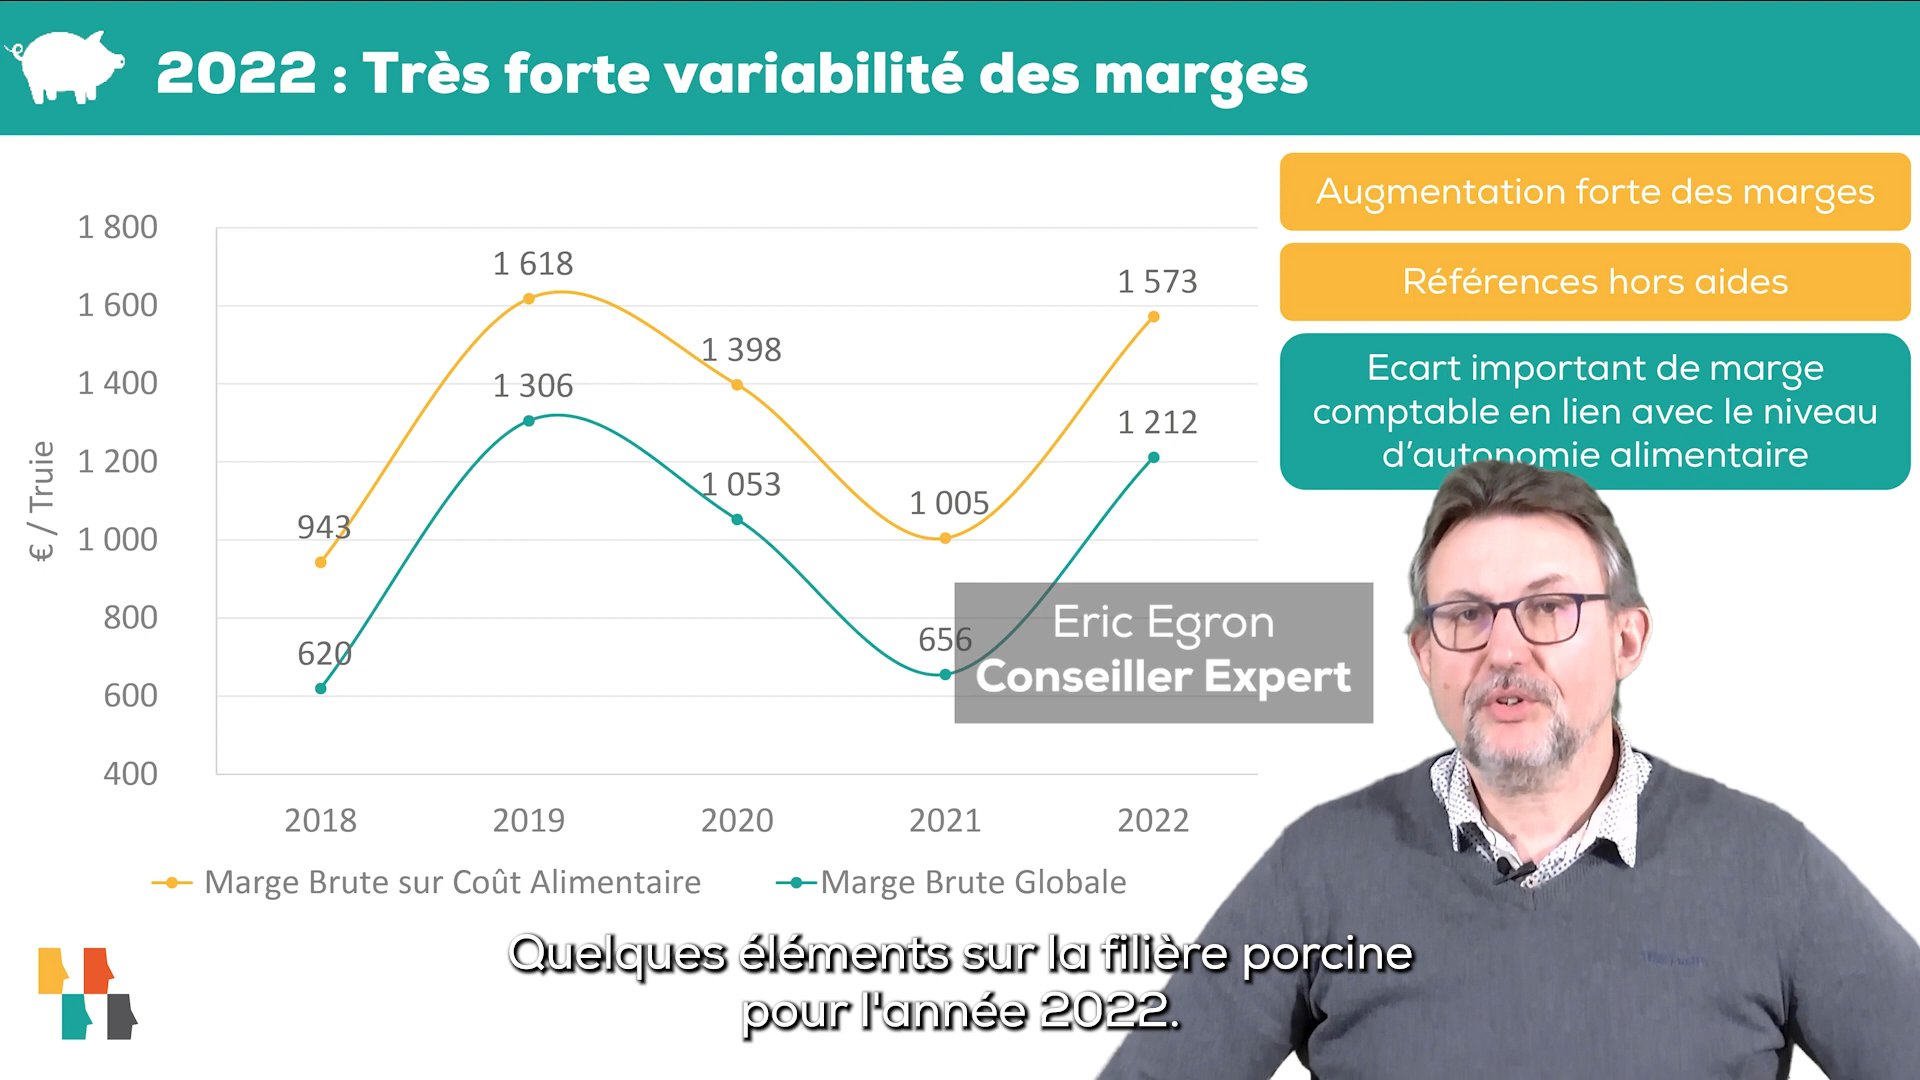 2022 : Très forte variabilité des marges
Augmentation forte des marges
Références hors aides
Ecart important de marge
comptable en lien avec le niveau
d’autonomie alimentaire
€ / Truie
1 800
1 600
1 400
1 200
1 000
800
600
400
943
1 618
1 398
1 005
1 573
620
1 306
1 053
656
1 212
2018
2019
2020
2021
2022
Marge Brute sur Coût Alimentaire
Marge Brute Globale
Eric Egron
Conseiller Expert
Quelques éléments sur la filière porcine
pour l'année 2022.